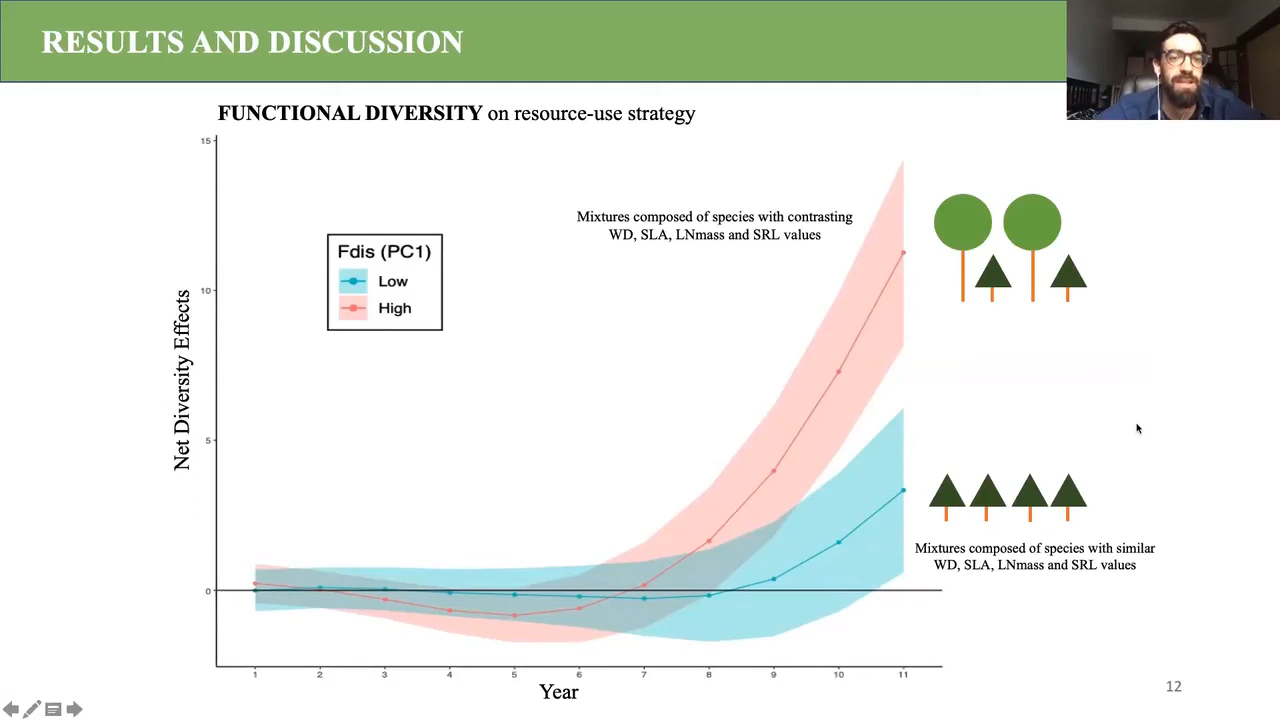 RESULTS AND DISCUSSION
FUNCTIONAL DIVERSITY on resource-use strategy
15
10
5
0
Net Diversity Effects
Fdis (PC1)
Low
High
Mixtures composed of species with contrasting
WD, SLA, LNmass and SRL values
Mixtures composed of species with similar
WD, SLA, LNmass and SRL values
1 2 3 4 5 6 7 8 9 10 11
Year
12